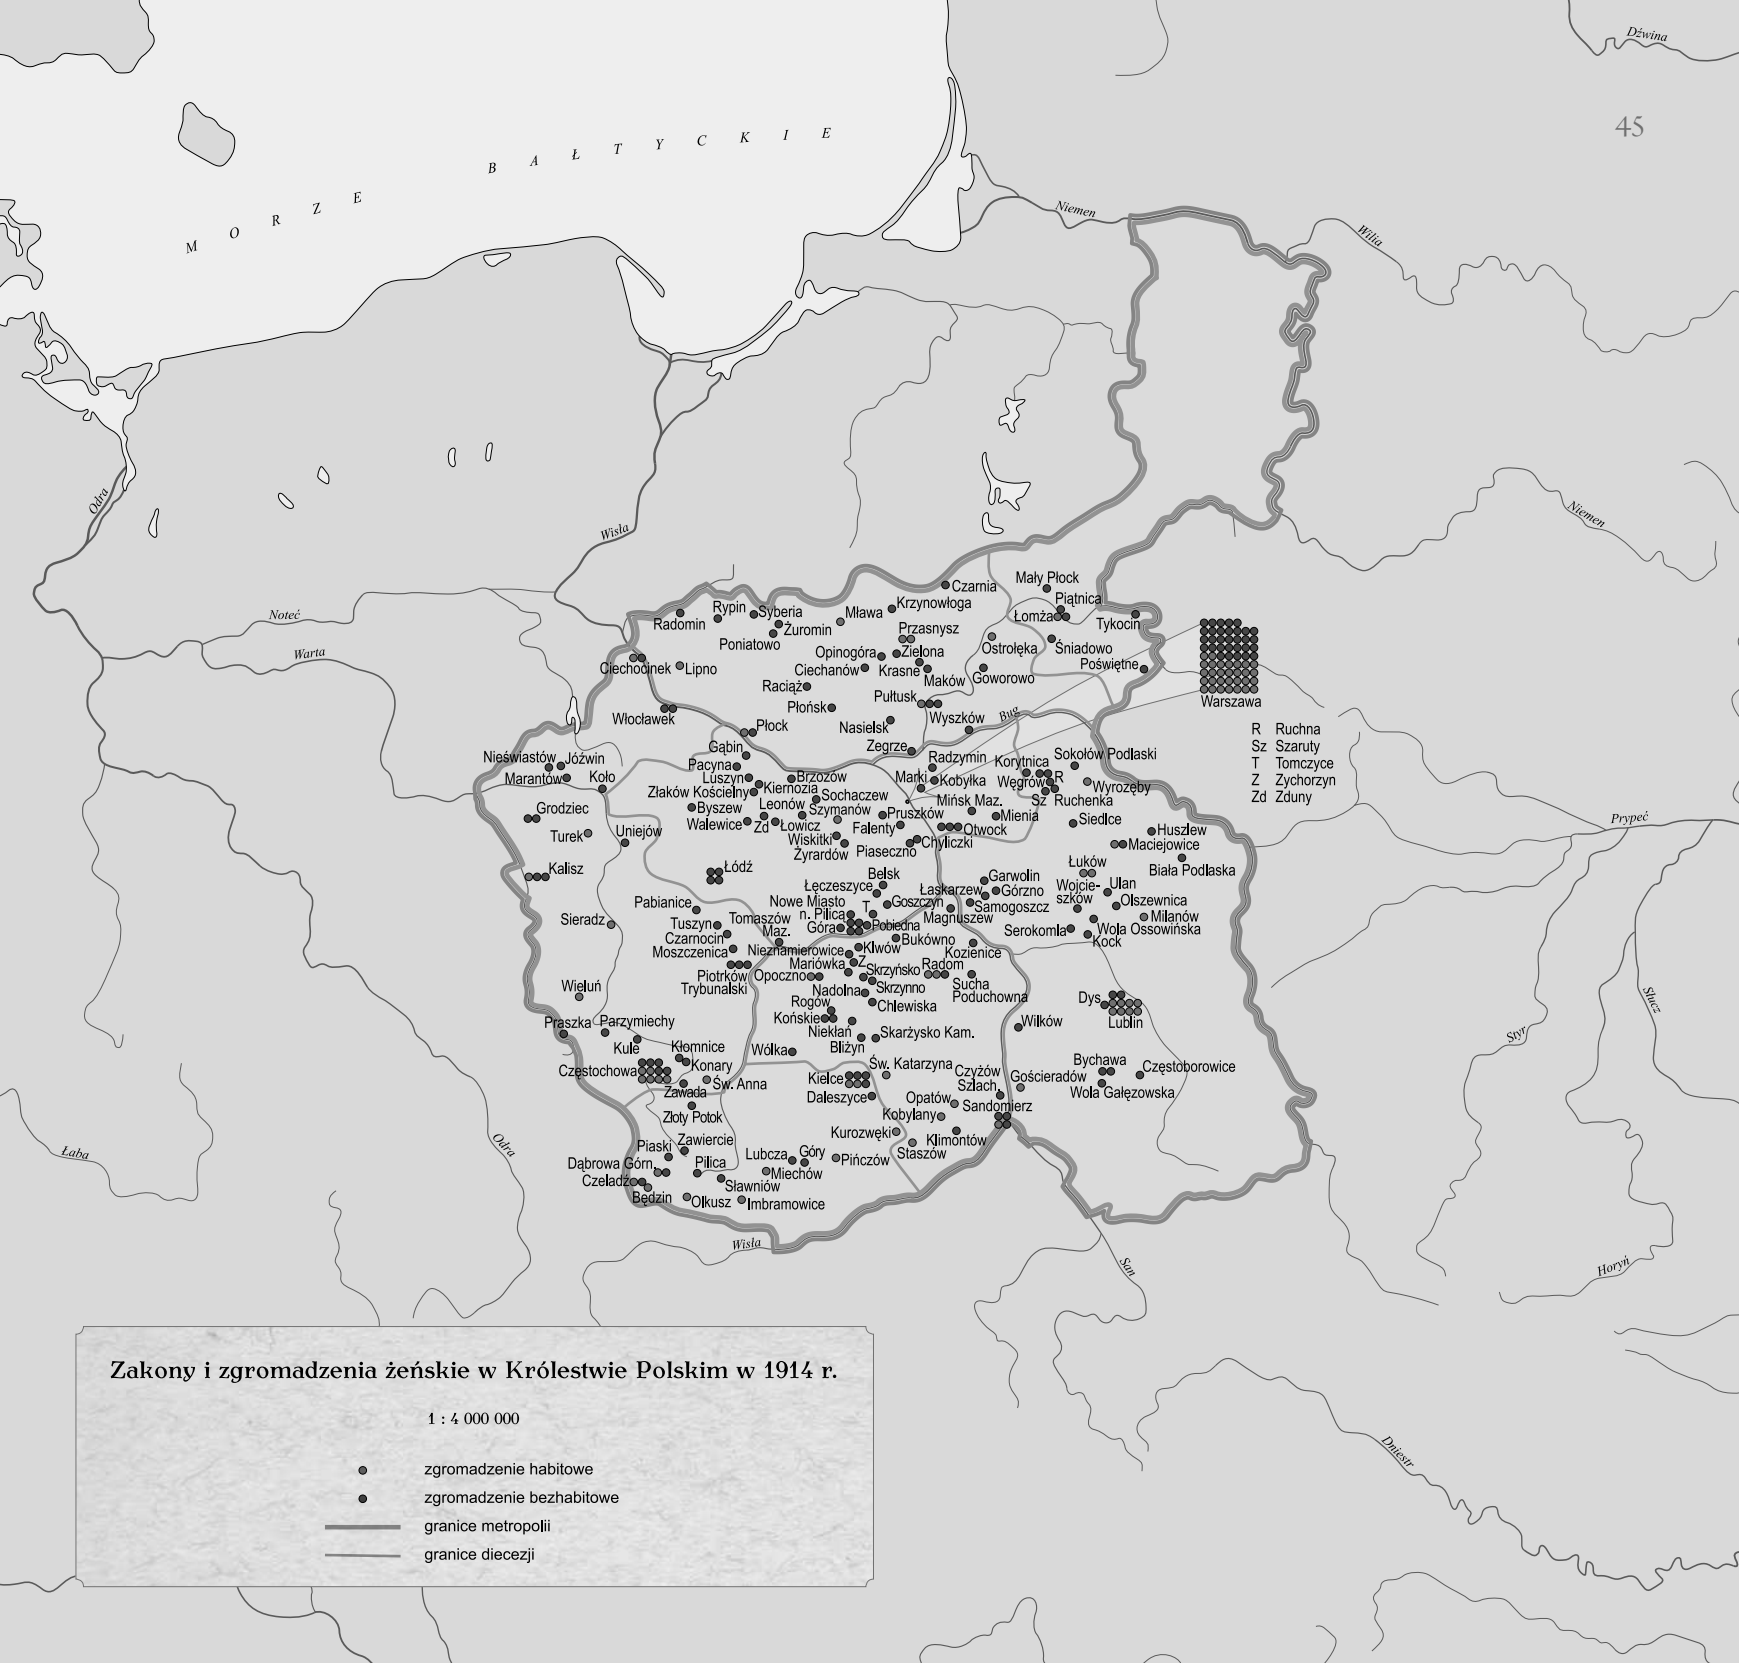 Dźwina
45
MORZE BAŁTYCKIE
Niemen
Wilia
Odra
Wisła
Niemen
Noteć
Warta
Czarnia
Mały Płock
Piątnica
Łomża
Tykocin
Rypin
Syberia
Mława
Krzynowłoga
Radomin
Żuromin
Poniatowo
Przasnysz
Ostrołęka
Śniadowo
Opinogóra
Zielona
Poświętne
Ciechocinek
Lipno
Ciechanów
Krasne
Maków
Goworowo
Raciąż
Pułtusk
Płońsk
Włocławek
Płock
Nasielsk
Wyszków
Bug
Warszawa
Gąbin
Zegrze
R Ruchna
Sz Szaruty
T Tomczyce
Z Zychorzyn
Zd Zduny
Nieświastów
Jóźwin
Pacyna
Radzymin
Korytnica
Sokołów Podlaski
Marantów
Koło
Luszyn
Brzozów
Marki
Kobyłka
Węgrów
R
Wyrozęby
Złaków Kościelny
Kiernozia
Sochaczew
Sz
Ruchenka
Grodziec
Byszew
Leonów
Szymanów
Mińsk Maz.
Pruszków
Mienia
Siedlce
Walewice
Zd
Łowicz
Falenty
Otwock
Turek
Uniejów
Wiskitki
Chyliczki
Huszlew
Maciejowice
Żyrardów
Piaseczno
Prypeć
Kalisz
Łódź
Belsk
Łuków
Biała Podlaska
Łęczeszyce
Garwolin
Łaskarzew
Górzno
Wojcie-
szków
Ulan
Pabianice
Nowe Miasto
n. Pilicą
T
Goszczyn
Samogoszcz
Olszewnica
Sieradz
Tuszyn
Tomaszów
Maz.
Góra
Pobiedna
Magnuszew
Milanów
Wola Ossowińska
Serokomla
Kock
Czarnocin
Bukówno
Moszczenica
Nieznamierowice
Klwów
Kozienice
Mariówka
Z
Skrzyńsko
Radom
Piotrków
Trybunalski
Opoczno
Skrzynno
Sucha
Poduchowna
Wieluń
Nadolna
Chlewiska
Dys
Lublin
Rogów
Końskie
Słucz
Praszka
Parzymiechy
Niekłań
Skarżysko Kam.
Wilków
Styr
Kule
Kłomnice
Bliżyn
Wólka
Częstochowa
Konary
Św. Katarzyna
Bychawa
Częstoborowice
Św. Anna
Kielce
Czyżów
Szlach.
Gościeradów
Wola Gałęzowska
Zawada
Daleszyce
Opatów
Sandomierz
Złoty Potok
Kobylany
Kurozwęki
Klimontów
Łaba
Odra
Piaski
Zawiercie
Lubcza
Góry
Staszów
Dąbrowa Górn.
Pilica
Miechów
Pińczów
Czeladź
Sławniów
Będzin
Olkusz
Imbramowice
Wisła
San
Horyń
Zakony i zgromadzenia żeńskie w Królestwie Polskim w 1914 r.
1 : 4 000 000
zgromadzenie habitowe
zgromadzenie bezhabitowe
granice metropolii
granice diecezji
Dniestr